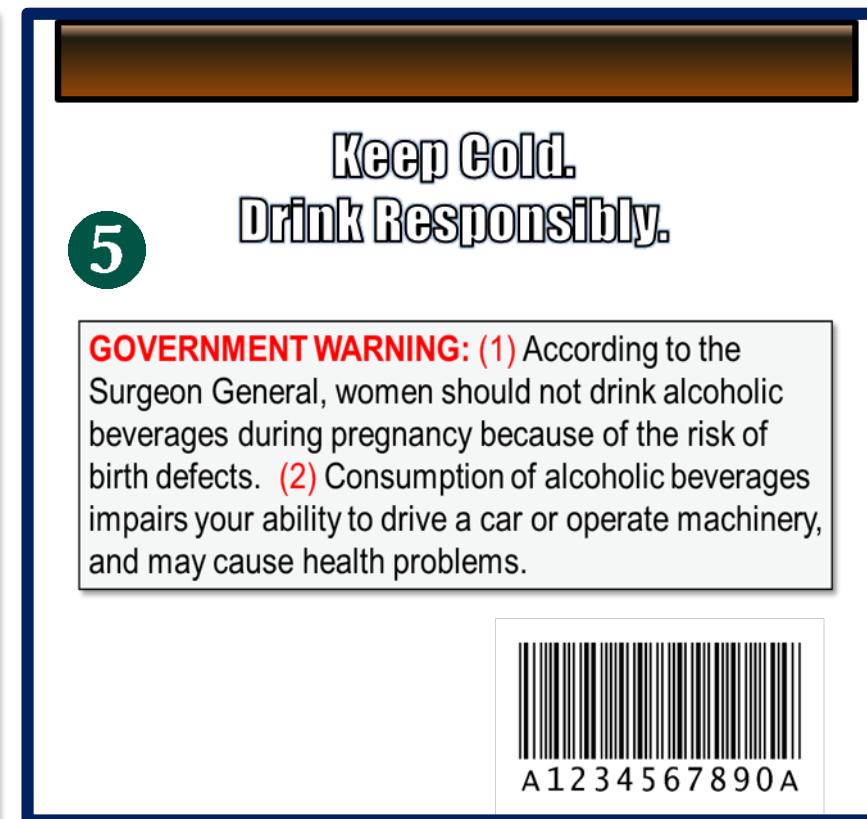 Keep Cold.
Drink Responsibly.
5
GOVERNMENT WARNING: (1) According to the
Surgeon General, women should not drink alcoholic
beverages during pregnancy because of the risk of
birth defects.  (2) Consumption of alcoholic beverages
impairs your ability to drive a car or operate machinery,
and may cause health problems.
A1234567890A